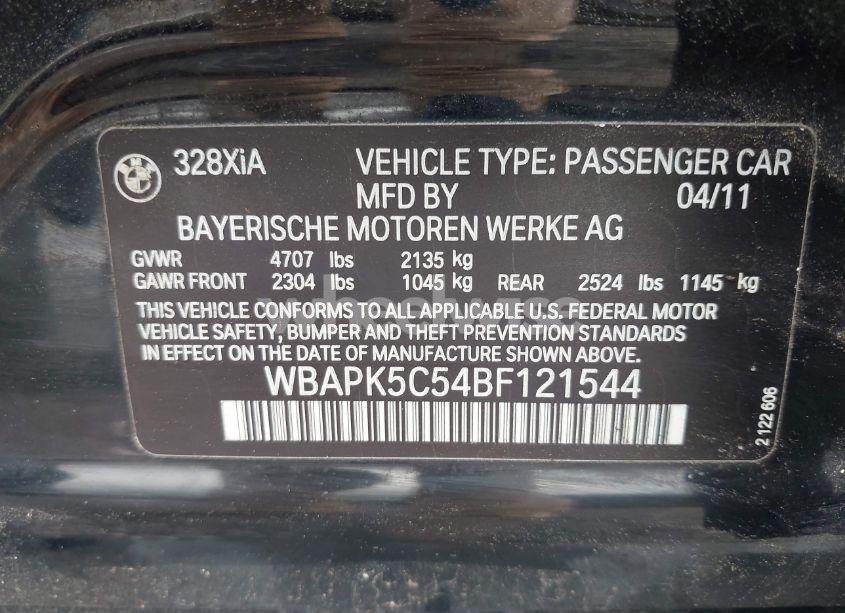 328XiA VEHICLE TYPE: PASSENGER CAR
MFD BY 04/11
BAYERISCHE MOTOREN WERKE AG
GVWR 4707 lbs 2135 kg
GAWR FRONT 2304 lbs 1045 kg REAR 2524 lbs 1145 kg
THIS VEHICLE CONFORMS TO ALL APPLICABLE U.S. FEDERAL MOTOR
VEHICLE SAFETY, BUMPER AND THEFT PREVENTION STANDARDS
IN EFFECT ON THE DATE OF MANUFACTURE SHOWN ABOVE.
WBAPK5C54BF121544
2 122 606